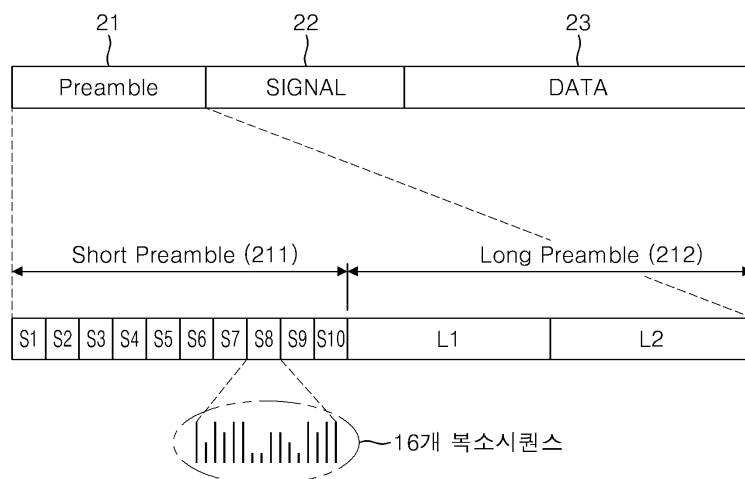 21 22 23
Preamble SIGNAL DATA
Short Preamble (211) Long Preamble (212)
S1 S2 S3 S4 S5 S6 S7 S8 S9 S10 L1 L2
16개 복소시퀀스